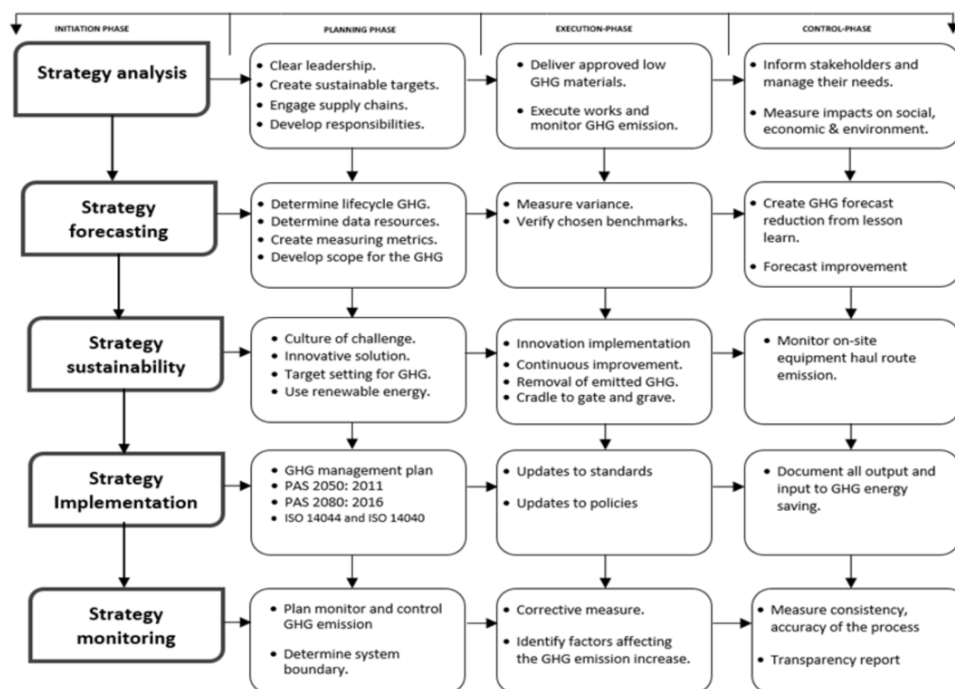 INITIATION PHASE
PLANNING PHASE
EXECUTION-PHASE
CONTROL-PHASE
Strategy analysis
• Clear leadership.
• Create sustainable targets.
• Engage supply chains.
• Develop responsibilities.
• Deliver approved low
GHG materials.
• Execute works and
monitor GHG emission.
• Inform stakeholders and
manage their needs.
• Measure impacts on social,
economic & environment.
Strategy
forecasting
• Determine lifecycle GHG.
• Determine data resources.
• Create measuring metrics.
• Develop scope for the GHG
• Measure variance.
• Verify chosen benchmarks.
• Create GHG forecast
reduction from lesson
learn.
• Forecast improvement
Strategy
sustainability
• Culture of challenge.
• Innovative solution.
• Target setting for GHG.
• Use renewable energy.
• Innovation implementation
• Continuous improvement.
• Removal of emitted GHG.
• Cradle to gate and grave.
• Monitor on-site
equipment haul route
emission.
Strategy
Implementation
• GHG management plan
• PAS 2050: 2011
• PAS 2080: 2016
• ISO 14044 and ISO 14040
• Updates to standards
• Updates to policies
• Document all output and
input to GHG energy
saving.
Strategy
monitoring
• Plan monitor and control
GHG emission
• Determine system
boundary.
• Corrective measure.
• Identify factors affecting
the GHG emission increase.
• Measure consistency,
accuracy of the process
• Transparency report